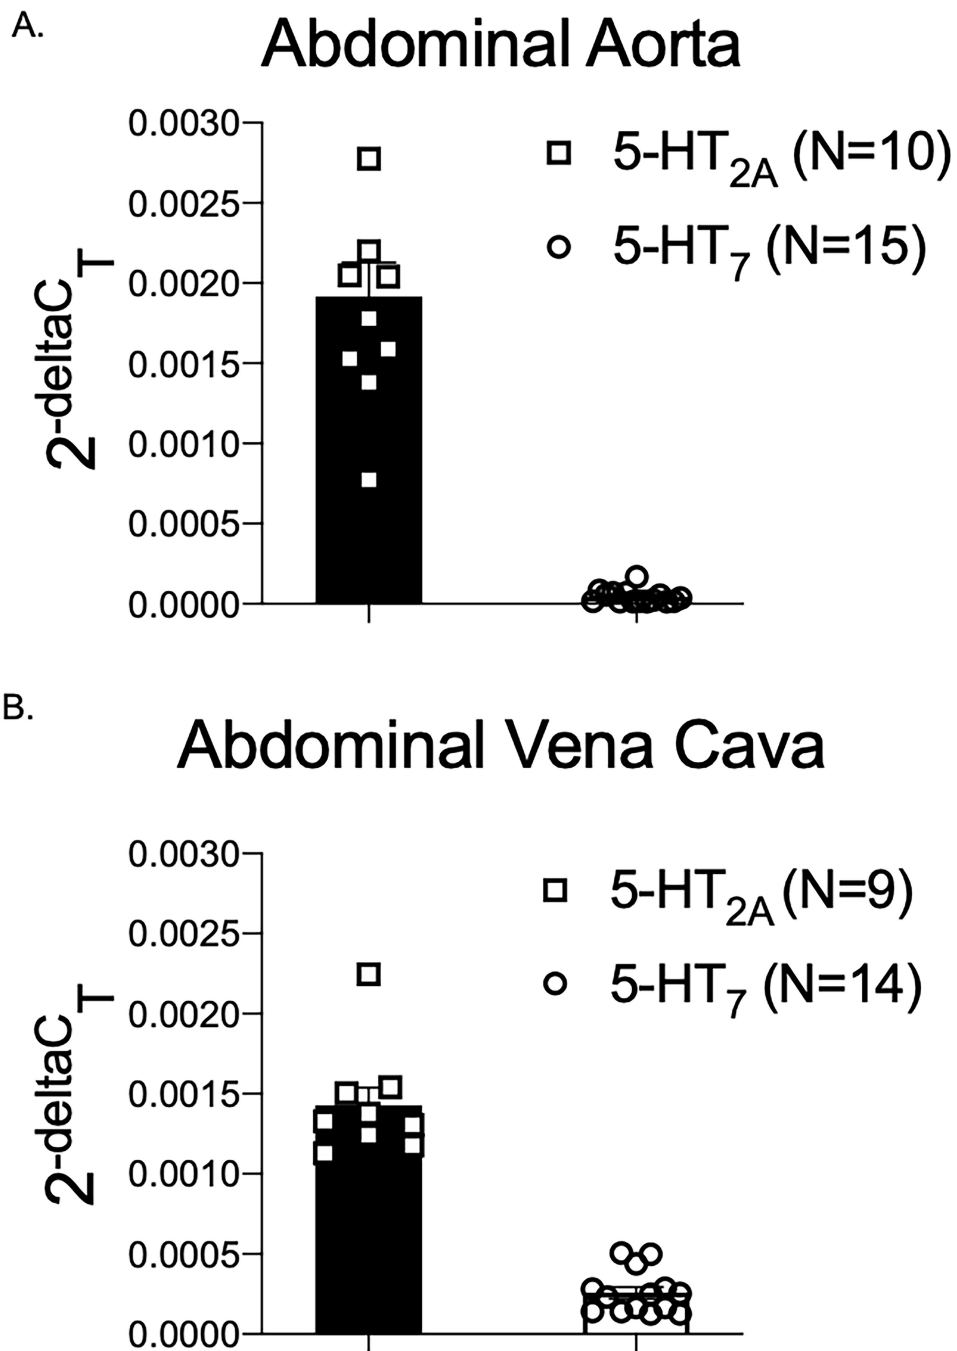 A.
Abdominal Aorta
0.0030
0.0025
0.0020
0.0015
0.0010
0.0005
0.0000
2-deltaCT
5-HT2A (N=10)
5-HT7 (N=15)
B.
Abdominal Vena Cava
0.0030
0.0025
0.0020
0.0015
0.0010
0.0005
0.0000
2-deltaCT
5-HT2A (N=9)
5-HT7 (N=14)